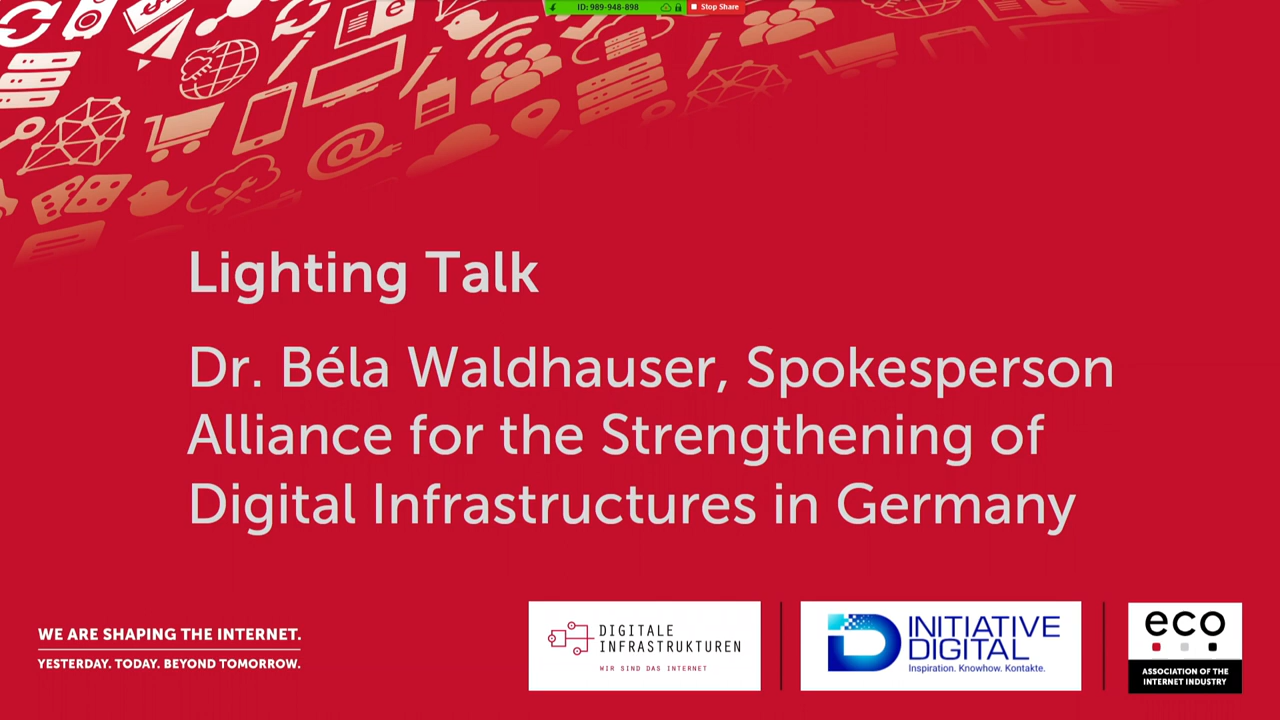 ID: 989-948-898
Stop Share
Lighting Talk
Dr. Béla Waldhauser, Spokesperson
Alliance for the Strengthening of
Digital Infrastructures in Germany
WE ARE SHAPING THE INTERNET.
YESTERDAY. TODAY. BEYOND TOMORROW.
DIGITALE
INFRASTRUKTUREN
WIR SIND DAS INTERNET
INITIATIVE
DIGITAL
Inspiration. Knowhow. Kontakte.
eco
ASSOCIATION OF THE
INTERNET INDUSTRY